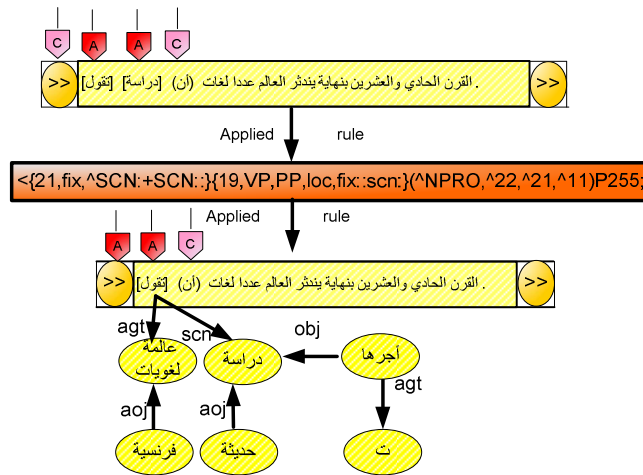 C A A C
>> . القرن الحادي والعشرين بنهاية يندثر العالم عددا لغات (أن) [دراسة] [تقول] >>
Applied rule
<{21,fix,^SCN:+SCN::}{19,VP,PP,loc,fix::scn:}(^NPRO,^22,^21,^11)P255;
Applied rule
A A C
>> . القرن الحادي والعشرين بنهاية يندثر العالم عددا لغات (أن) [تقول] >>
agt scn obj
عالمة
لغويات
دراسة
أجرها
agt
aoj aoj
فرنسية
حديثة
ت